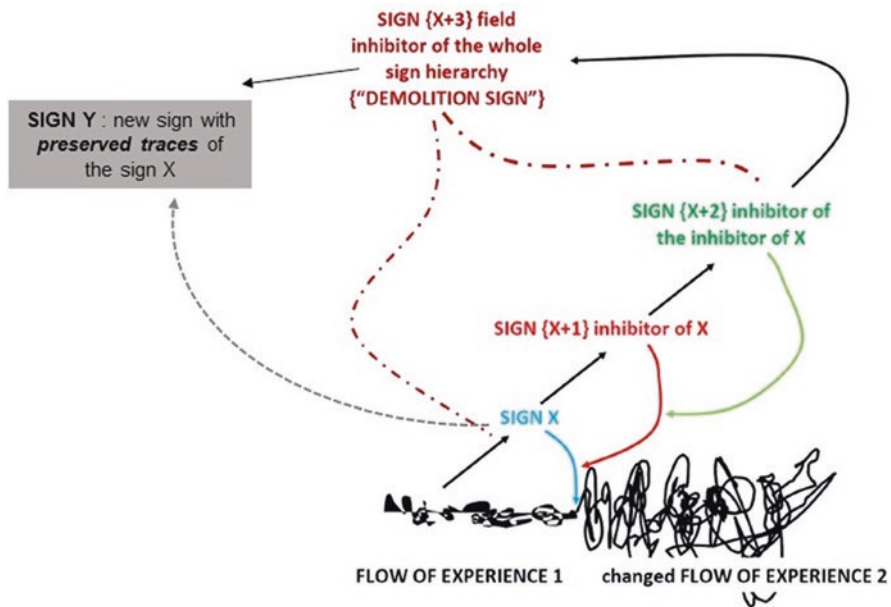 SIGN {X+3} field
inhibitor of the whole
sign hierarchy
{"DEMOLITION SIGN"}
SIGN Y : new sign with
preserved traces of
the sign X
SIGN {X+2} inhibitor of
the inhibitor of X
SIGN {X+1} inhibitor of X
SIGN X
FLOW OF EXPERIENCE 1
changed FLOW OF EXPERIENCE 2